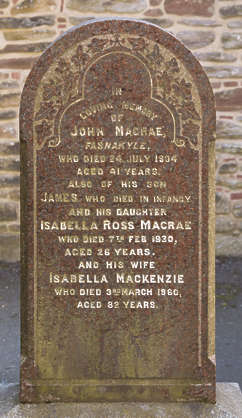 IN
LOVING MEMORY
OF
JOHN MACRAE,
FASNAKYLE,
WHO DIED 24 JULY 1934
AGED 41 YEARS.
ALSO OF HIS SON
JAMES WHO DIED IN INFANCY
AND HIS DAUGHTER
ISABELLA ROSS MACRAE
WHO DIED 7TH FEB 1930,
AGED 26 YEARS.
AND HIS WIFE
ISABELLA MACKENZIE
WHO DIED 3RD MARCH 1960,
AGED 82 YEARS.